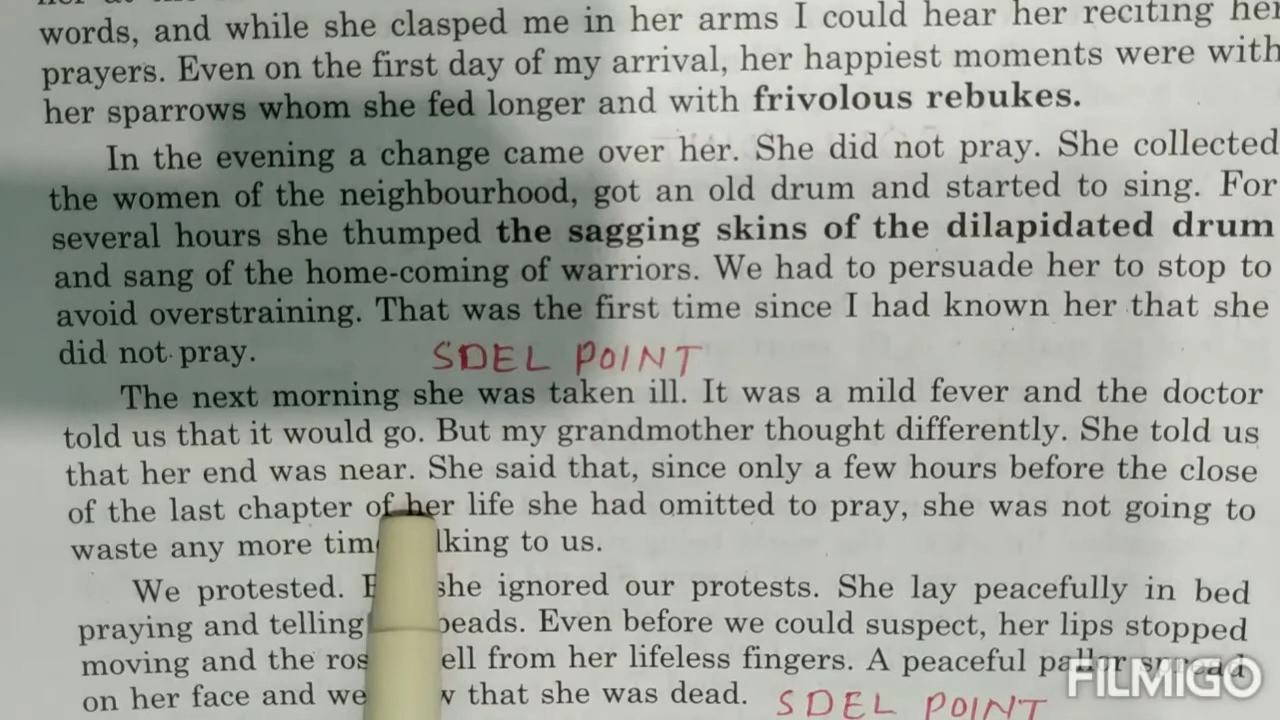 words, and while she clasped me in her arms I could hear her reciting her
prayers. Even on the first day of my arrival, her happiest moments were with
her sparrows whom she fed longer and with frivolous rebukes.
In the evening a change came over her. She did not pray. She collected
the women of the neighbourhood, got an old drum and started to sing. For
several hours she thumped the sagging skins of the dilapidated drum
and sang of the home-coming of warriors. We had to persuade her to stop to
avoid overstraining. That was the first time since I had known her that she
did not pray.
SDEL POINT
The next morning she was taken ill. It was a mild fever and the doctor
told us that it would go. But my grandmother thought differently. She told us
that her end was near. She said that, since only a few hours before the close
of the last chapter of her life she had omitted to pray, she was not going to
waste any more to us.
We protested. she ignored our protests. She lay peacefully in bed
praying and telling beads. Even before we could suspect, her lips stopped
moving and the from her lifeless fingers. A peaceful pallor spread
on her face and we that she was dead.
SDEL POINT
FILMIGO